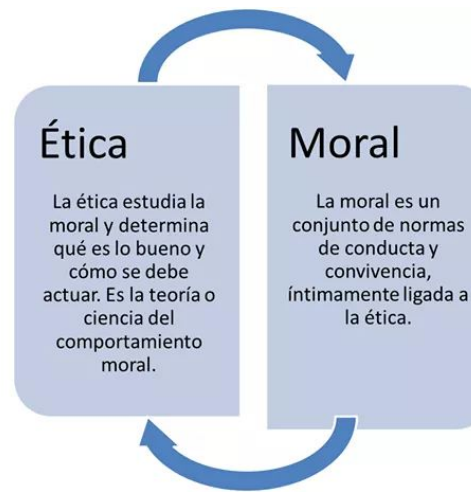 Ética
La ética estudia la
moral y determina
qué es lo bueno y
cómo se debe
actuar. Es la teoría o
ciencia del
comportamiento
moral.
Moral
La moral es un
conjunto de normas
de conducta y
convivencia,
íntimamente ligada a
la ética.